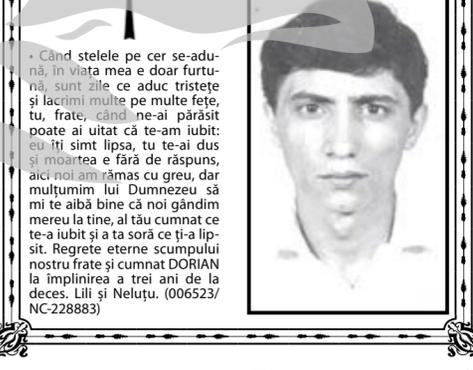 • Când stelele pe cer se-adu-
nă, în viața mea e doar furtu-
nă, sunt zile ce aduc tristețe
și lacrimi multe pe multe fețe,
tu, frate, când ne-ai părăsit
poate ai uitat că te-am iubit:
eu îți simt lipsa, tu te-ai dus
și moartea e fără de răspuns,
aici noi am rămas cu greu, dar
mulțumim lui Dumnezeu să
mi te aibă bine că noi gândim
mereu la tine, al tău cumnat ce
te-a iubit și a ta soră ce ți-a lip-
sit. Regrete eterne scumpului
nostru frate și cumnat DORIAN
la împlinirea a trei ani de la
deces. Lili și Neluțu. (006523/
NC-228883)